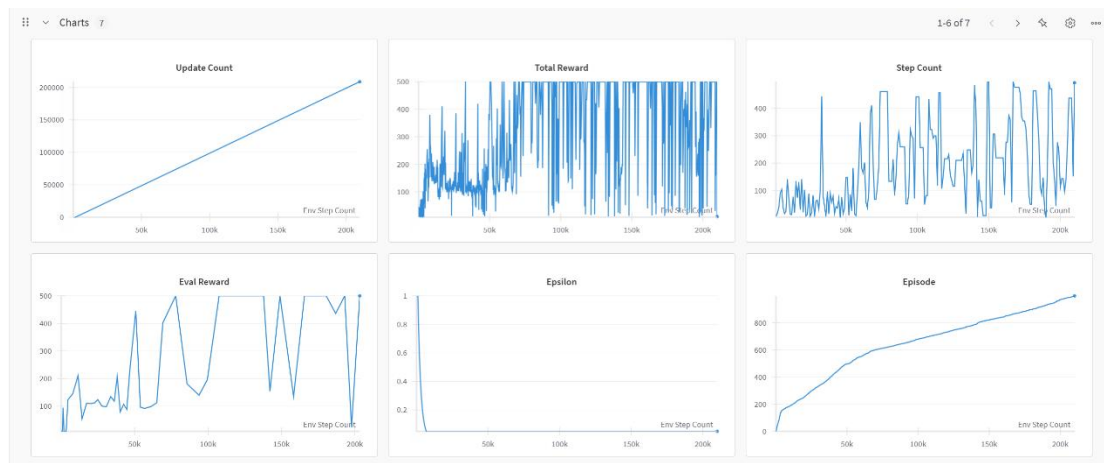 Charts 7
1-6 of 7
Update Count
200000
150000
100000
50000
0
50k 100k 150k 200k
Env Step Count
Total Reward
500
400
300
200
100
50k 100k 150k 200k
Env Step Count
Step Count
400
300
200
100
50k 100k 150k 200k
Env Step Count
Eval Reward
500
400
300
200
100
50k 100k 150k 200k
Env Step Count
Epsilon
1
0.8
0.6
0.4
0.2
50k 100k 150k 200k
Env Step Count
Episode
800
600
400
200
0
50k 100k 150k 200k
Env Step Count